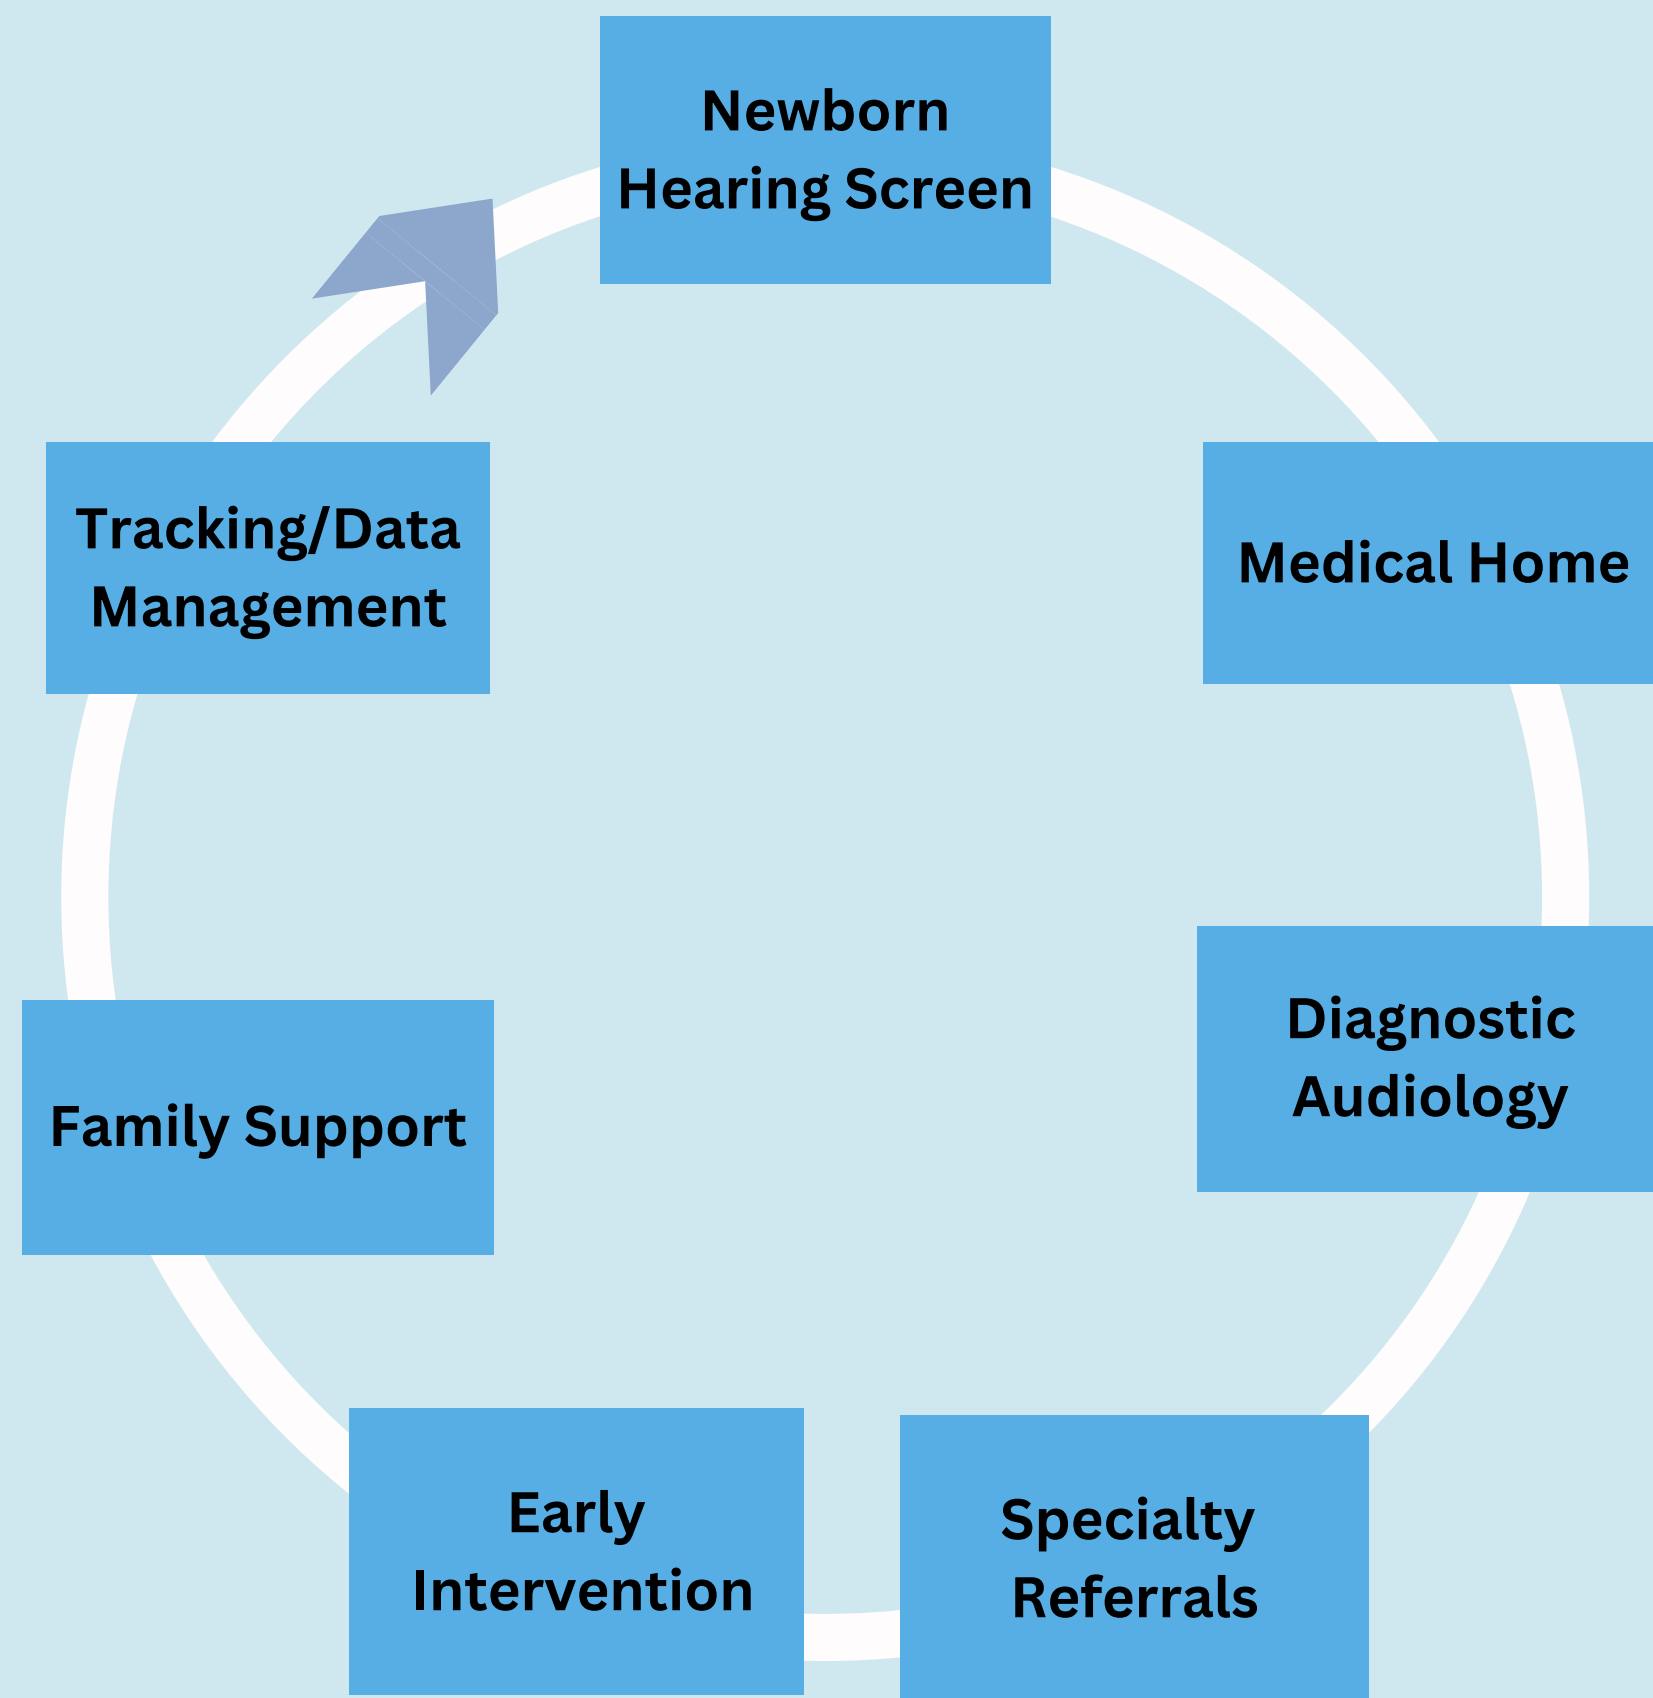 Newborn
Hearing Screen
Medical Home
Diagnostic
Audiology
Specialty
Referrals
Early
Intervention
Family Support
Tracking/Data
Management